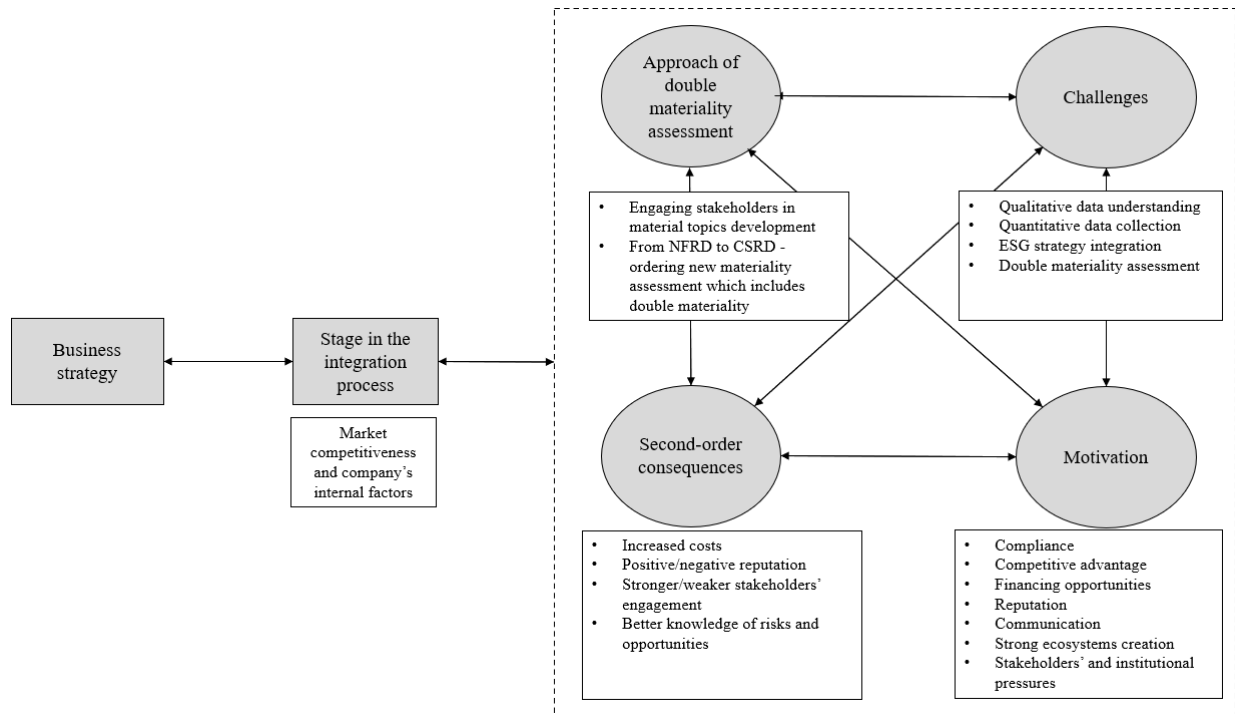 Approach of
double
materiality
assessment
Challenges
• Engaging stakeholders in
material topics development
• From NFRD to CSRD -
ordering new materiality
assessment which includes
double materiality
• Qualitative data understanding
• Quantitative data collection
• ESG strategy integration
• Double materiality assessment
Business
strategy
Stage in the
integration
process
Market
competitiveness
and company’s
internal factors
Second-order
consequences
Motivation
• Increased costs
• Positive/negative reputation
• Stronger/weaker stakeholders’
engagement
• Better knowledge of risks and
opportunities
• Compliance
• Competitive advantage
• Financing opportunities
• Reputation
• Communication
• Strong ecosystems creation
• Stakeholders’ and institutional
pressures